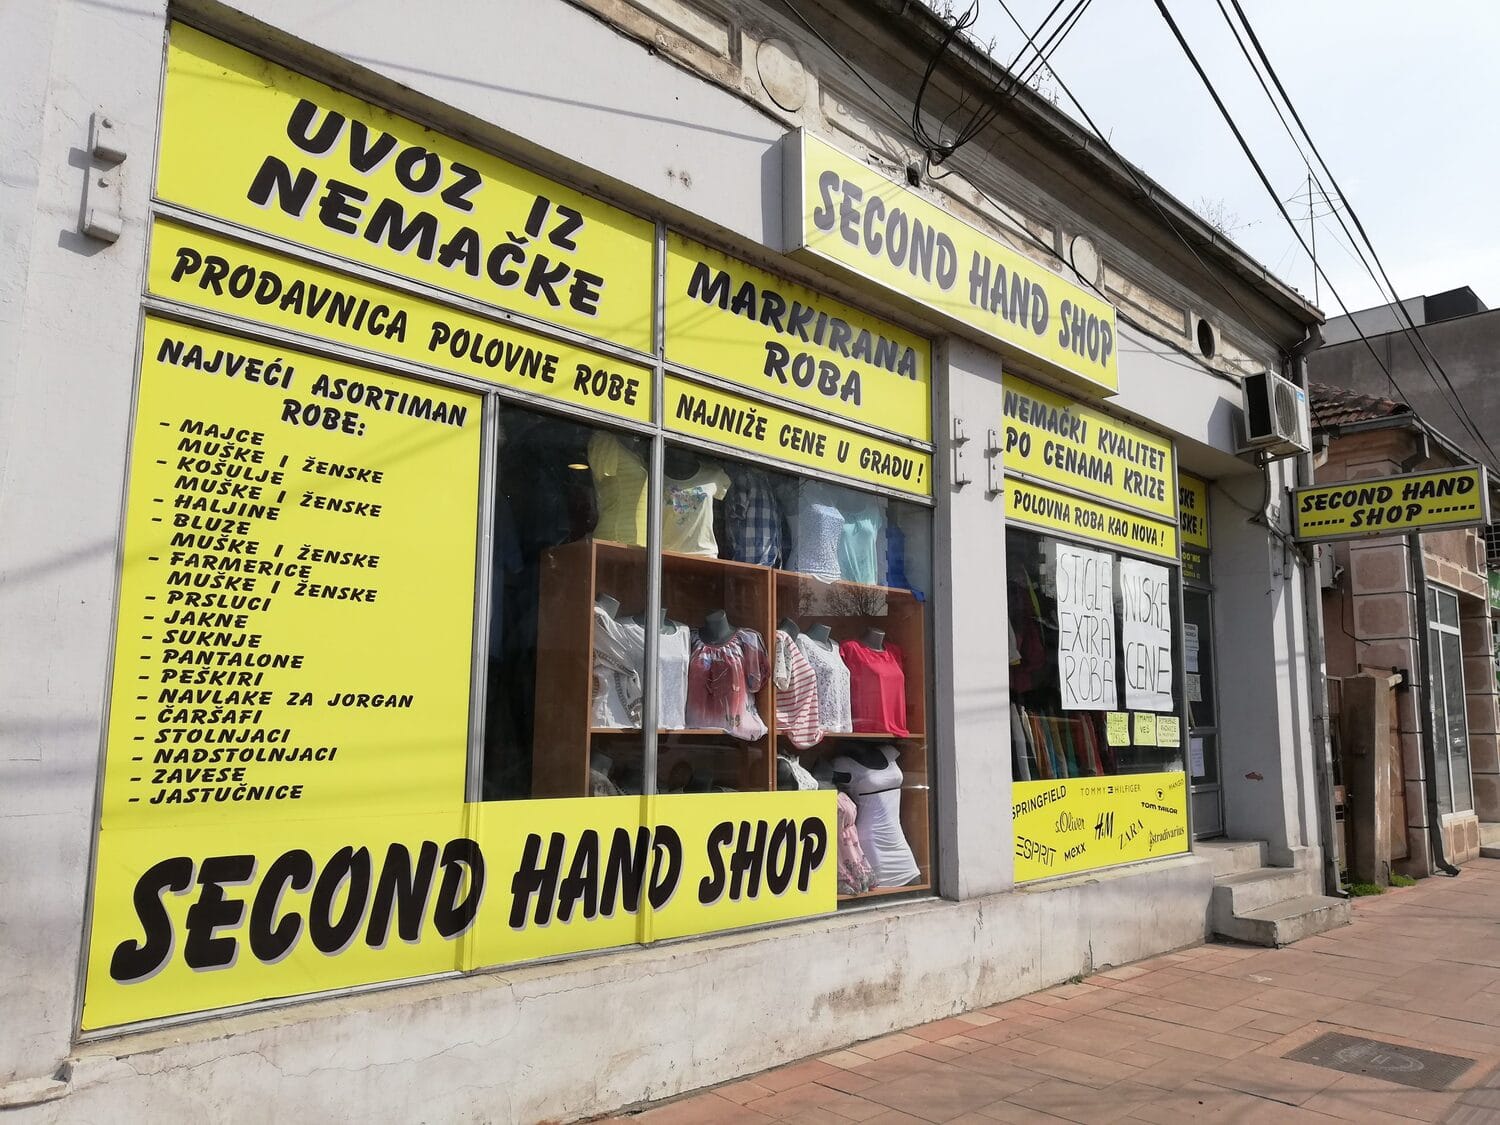 UVOZ IZ
NEMAČKE
PRODAVNICA POLOVNE ROBE
NAJVEĆI ASORTIMAN
ROBE:
- MAJCE
MUŠKE I ŽENSKE
- KOŠULJE
MUŠKE I ŽENSKE
- HALJINE
- BLUZE
MUŠKE I ŽENSKE
- FARMERICE
MUŠKE I ŽENSKE
- PRSLUCI
- JAKNE
- SUKNJE
- PANTALONE
- PEŠKIRI
- NAVLAKE ZA JORGAN
- ČARŠAFI
- STOLNJACI
- NADSTOLNJACI
- ZAVESE
- JASTUČNICE
SECOND HAND SHOP
MARKIRANA
ROBA
NAJNIŽE CENE U GRADU!
SECOND HAND SHOP
NEMAČKI KVALITET
PO CENAMA KRIZE
POLOVNA ROBA KAO NOVA!
STIGLA
EXTRA
ROBA
NISKE
CENE
IMAMO
VEŠ
SPRINGFIELD
TOMMY HILFIGER
MANGO
TOM TAILOR
s.Oliver
H&M
ZARA
Stradivarius
ESPRIT
mexx
SECOND HAND
...... SHOP ......